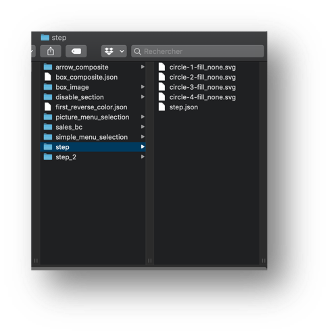 step
Rechercher
arrow_composite
box_composite.json
box_image
disable_section
first_reverse_color.json
picture_menu_selection
sales_bc
simple_menu_selection
step
step_2
circle-1-fill_none.svg
circle-2-fill_none.svg
circle-3-fill_none.svg
circle-4-fill_none.svg
step.json